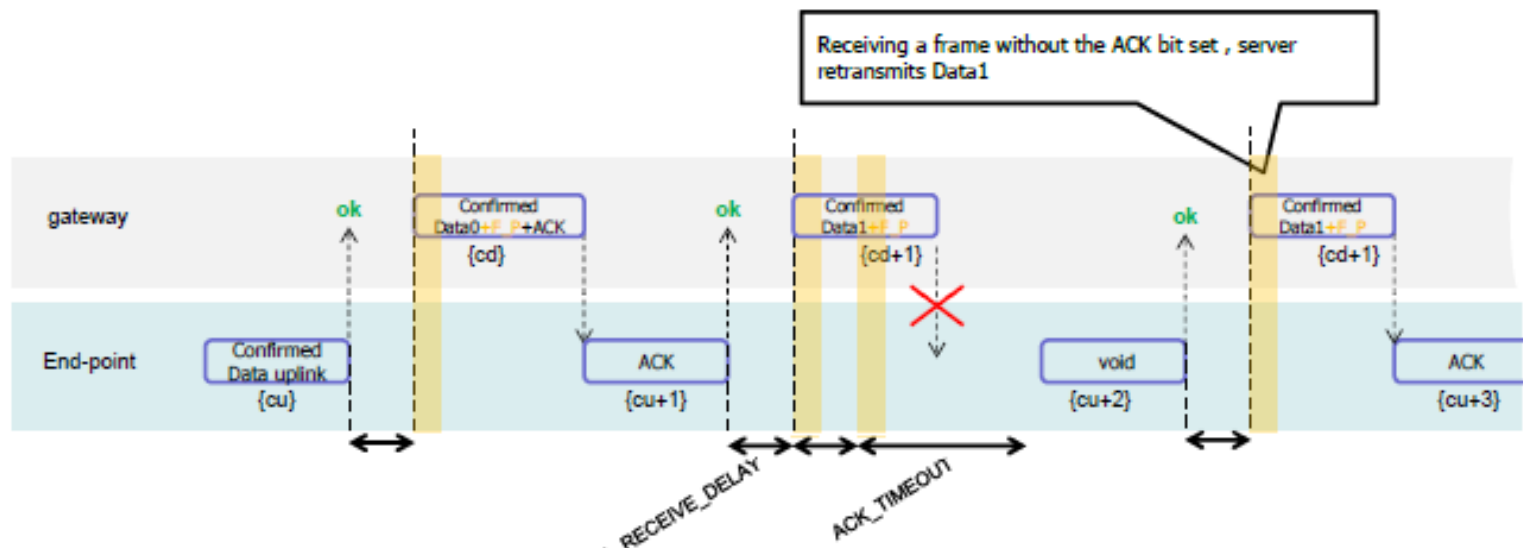 Receiving a frame without the ACK bit set , server
retransmits Data1
gateway
ok
Confirmed
Data0+F_P+ACK
{cd}
ok
Confirmed
Data1+F_P
{cd+1}
ok
Confirmed
Data1+F_P
{cd+1}
End-point
Confirmed
Data uplink
{cu}
ACK
{cu+1}
void
{cu+2}
ACK
{cu+3}
RECEIVE_DELAY
ACK_TIMEOUT